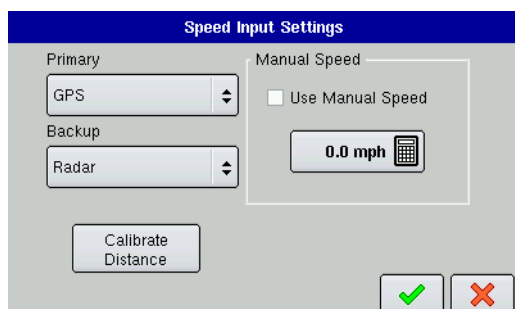 Speed Input Settings
Primary
GPS
Backup
Radar
Calibrate
Distance
Manual Speed
Use Manual Speed
0.0 mph